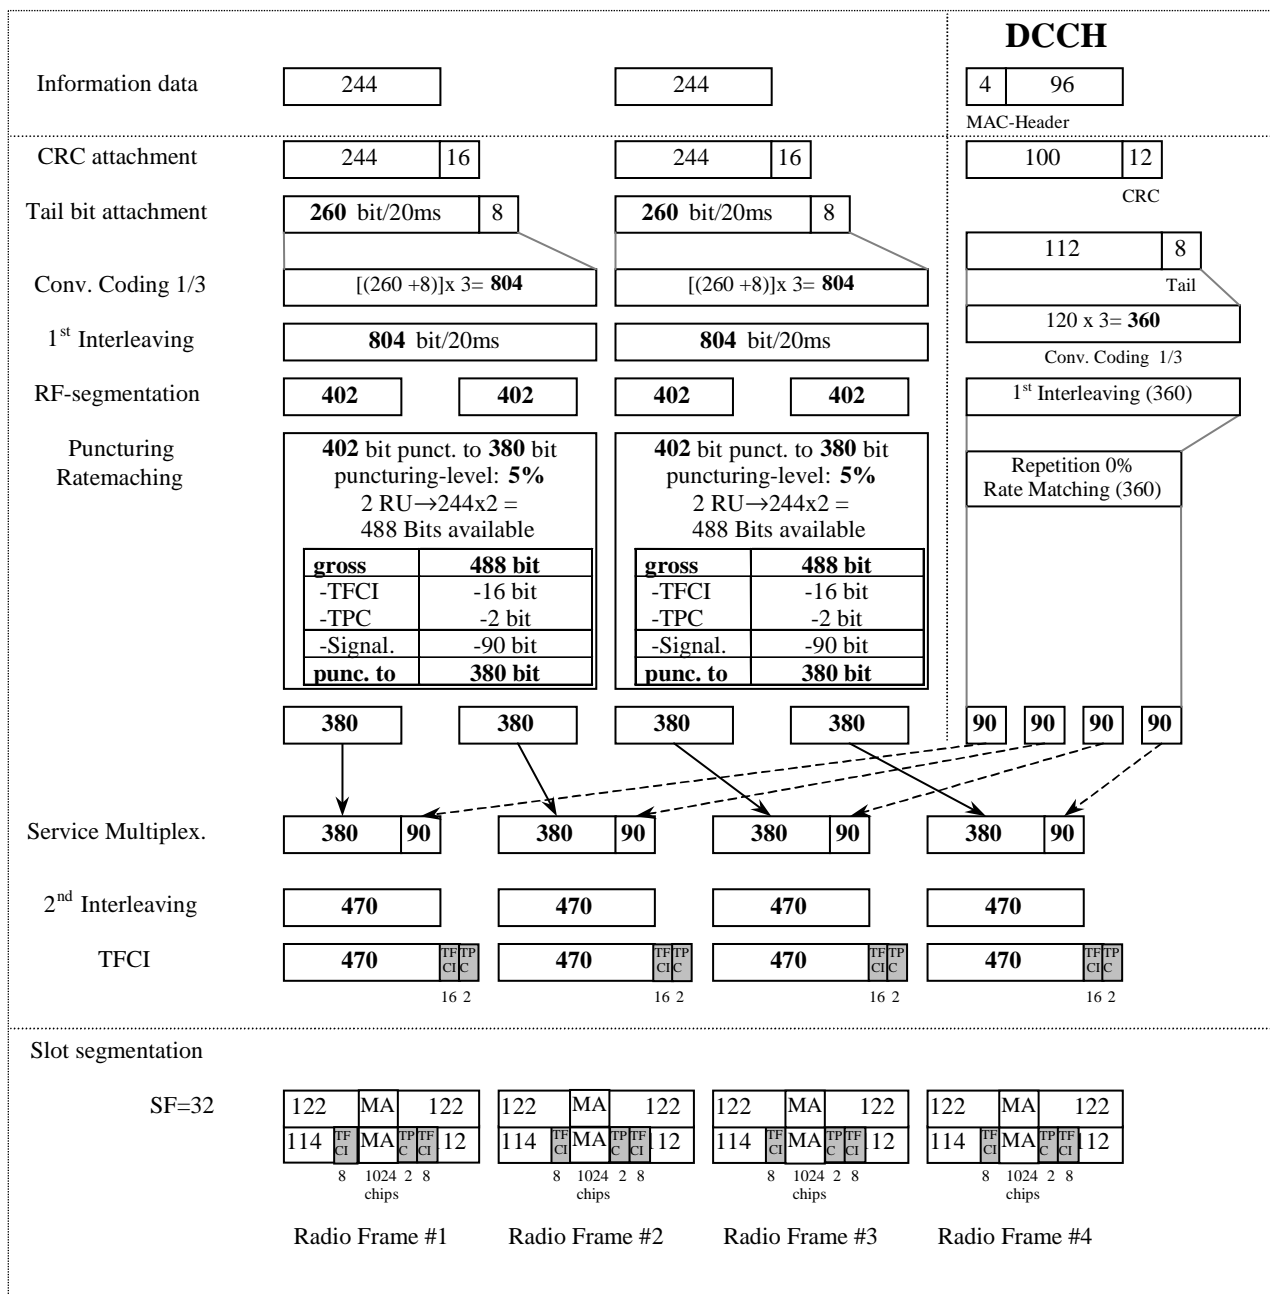 DCCH
Information data 244 244 4 96
MAC-Header
CRC attachment 244 16 244 16 100 12
CRC
Tail bit attachment 260 bit/20ms 8 260 bit/20ms 8
112 8
Tail
Conv. Coding 1/3 [(260 +8)]x 3= 804 [(260 +8)]x 3= 804
120 x 3= 360
Conv. Coding 1/3
1st Interleaving 804 bit/20ms 804 bit/20ms
RF-segmentation 402 402 402 402 1st Interleaving (360)
Puncturing
Ratemaching
402 bit punct. to 380 bit
puncturing-level: 5%
2 RU→244x2 =
488 Bits available
gross 488 bit
-TFCI -16 bit
-TPC -2 bit
-Signal. -90 bit
punc. to 380 bit
402 bit punct. to 380 bit
puncturing-level: 5%
2 RU→244x2 =
488 Bits available
gross 488 bit
-TFCI -16 bit
-TPC -2 bit
-Signal. -90 bit
punc. to 380 bit
Repetition 0%
Rate Matching (360)
380 380 380 380 90 90 90 90
Service Multiplex. 380 90 380 90 380 90 380 90
2nd Interleaving 470 470 470 470
TFCI 470 TF CI TP C 470 TF CI TP C 470 TF CI TP C 470 TF CI TP C
16 2 16 2 16 2 16 2
Slot segmentation
SF=32 122 MA 122 122 MA 122 122 MA 122 122 MA 122
114 TF CI MA TP C TF CI 112 114 TF CI MA TP C TF CI 112 114 TF CI MA TP C TF CI 112 114 TF CI MA TP C TF CI 112
8 1024 2 8 8 1024 2 8 8 1024 2 8 8 1024 2 8
chips chips chips chips
Radio Frame #1 Radio Frame #2 Radio Frame #3 Radio Frame #4